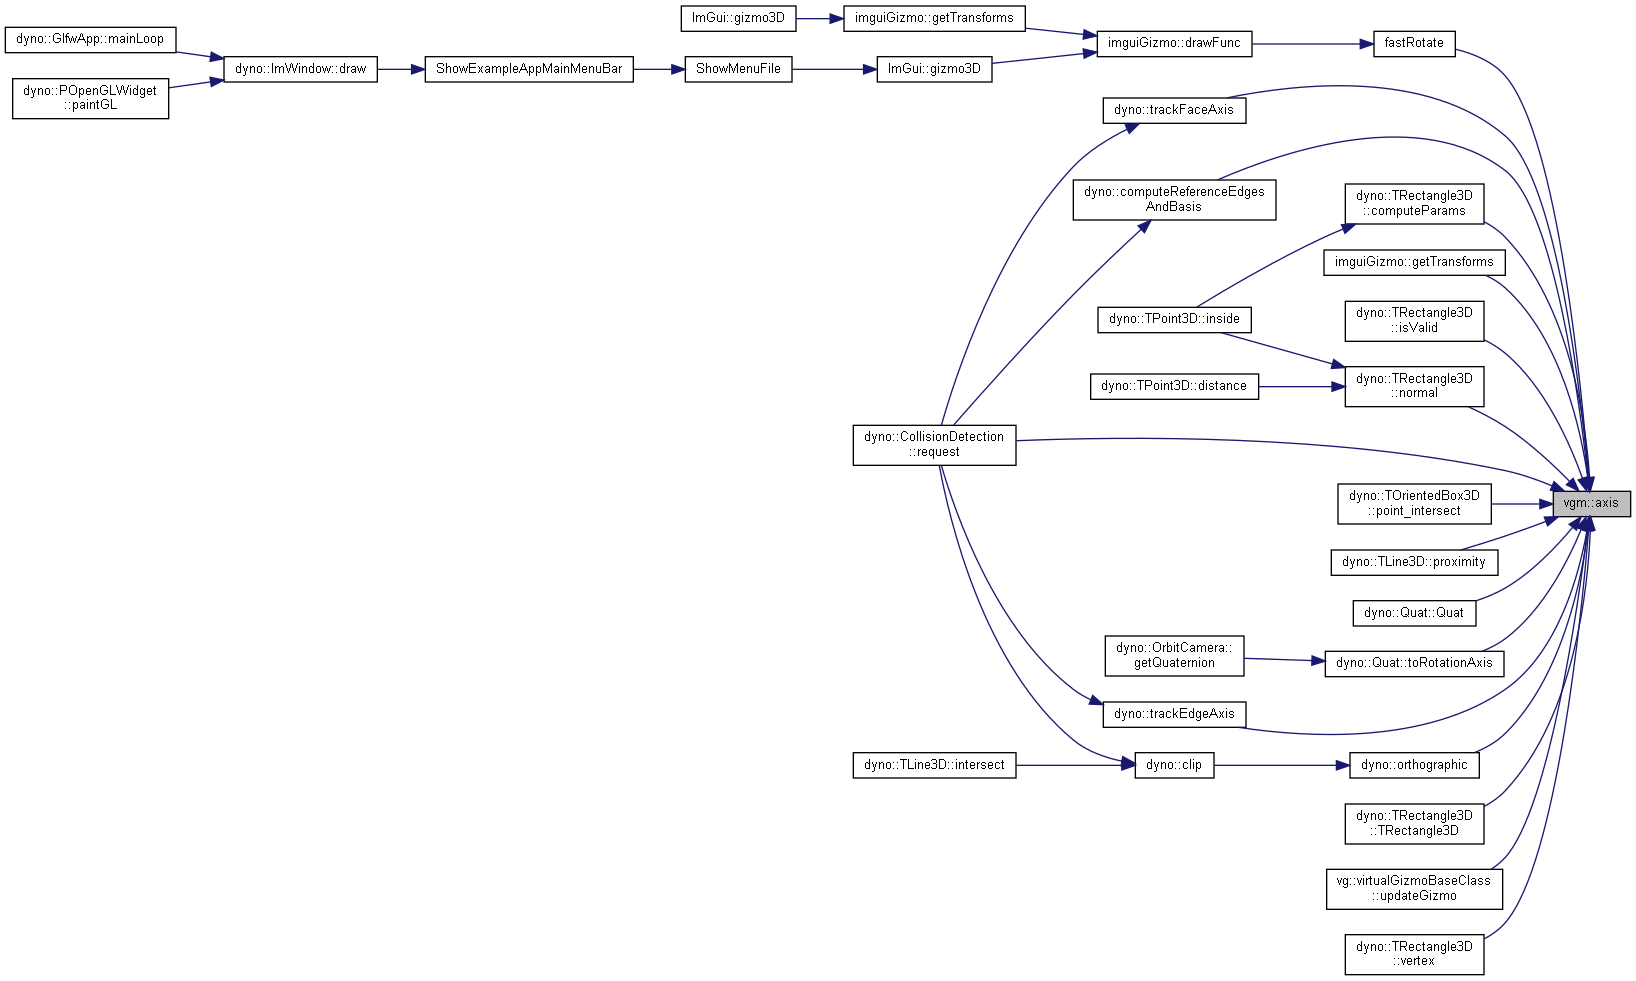 ImGui::gizmo3D
imguiGizmo::getTransforms
dyno::GlfwApp::mainLoop
imguiGizmo::drawFunc
fastRotate
dyno::ImWindow::draw
ShowExampleAppMainMenuBar
ShowMenuFile
ImGui::gizmo3D
dyno::POpenGLWidget
::paintGL
dyno::trackFaceAxis
dyno::computeReferenceEdges
AndBasis
dyno::TRectangle3D
::computeParams
imguiGizmo::getTransforms
dyno::TPoint3D::inside
dyno::TRectangle3D
::isValid
dyno::TPoint3D::distance
dyno::TRectangle3D
::normal
dyno::CollisionDetection
::request
vgm::axis
dyno::TOrientedBox3D
::point_intersect
dyno::TLine3D::proximity
dyno::Quat::Quat
dyno::OrbitCamera::
getQuaternion
dyno::Quat::toRotationAxis
dyno::trackEdgeAxis
dyno::TLine3D::intersect
dyno::clip
dyno::orthographic
dyno::TRectangle3D
::TRectangle3D
vg::virtualGizmoBaseClass
::updateGizmo
dyno::TRectangle3D
::vertex